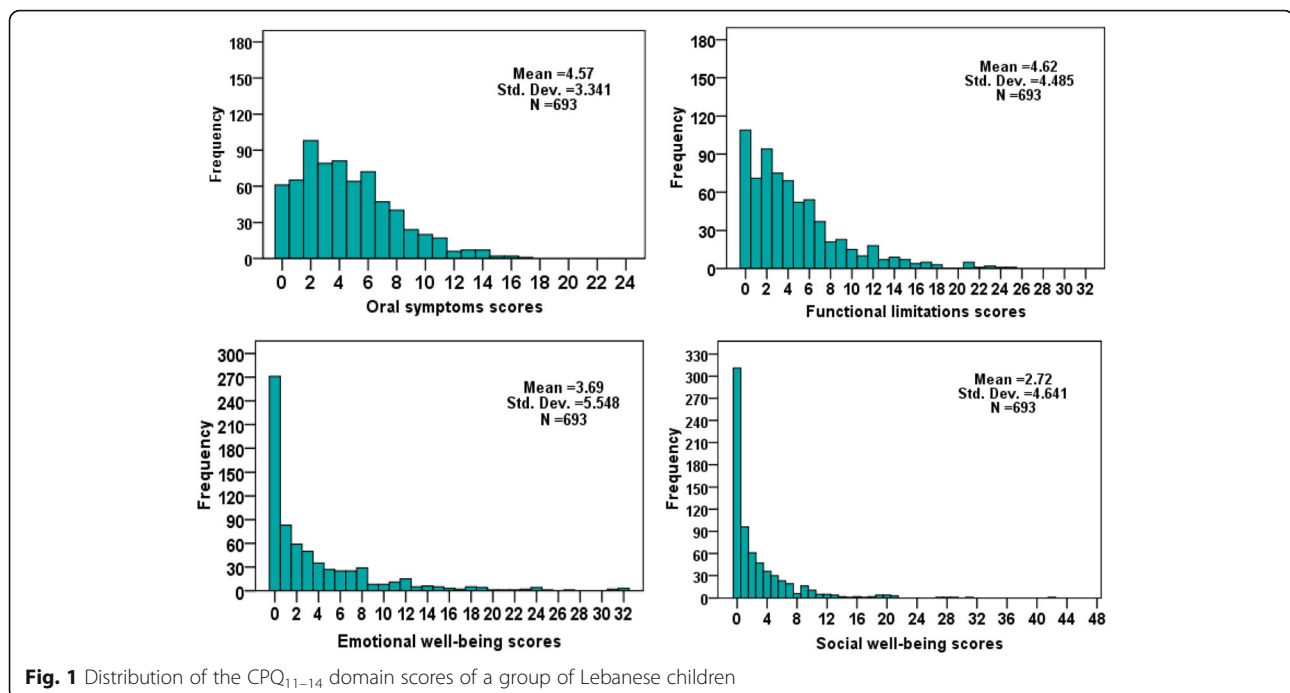 180
150
120
90
60
30
0
Frequency
Mean =4.57
Std. Dev. =3.341
N =693
0 2 4 6 8 10 12 14 16 18 20 22 24
Oral symptoms scores
180
150
120
90
60
30
0
Frequency
Mean =4.62
Std. Dev. =4.485
N =693
0 2 4 6 8 10 12 14 16 18 20 22 24 26 28 30 32
Functional limitations scores
300
270
240
210
180
150
120
90
60
30
0
Frequency
Mean =3.69
Std. Dev. =5.548
N =693
0 2 4 6 8 10 12 14 16 18 20 22 24 26 28 30 32
Emotional well-being scores
330
300
270
240
210
180
150
120
90
60
30
0
Frequency
Mean =2.72
Std. Dev. =4.641
N =693
0 4 8 12 16 20 24 28 32 36 40 44 48
Social well-being scores
Fig. 1 Distribution of the CPQ11–14 domain scores of a group of Lebanese children